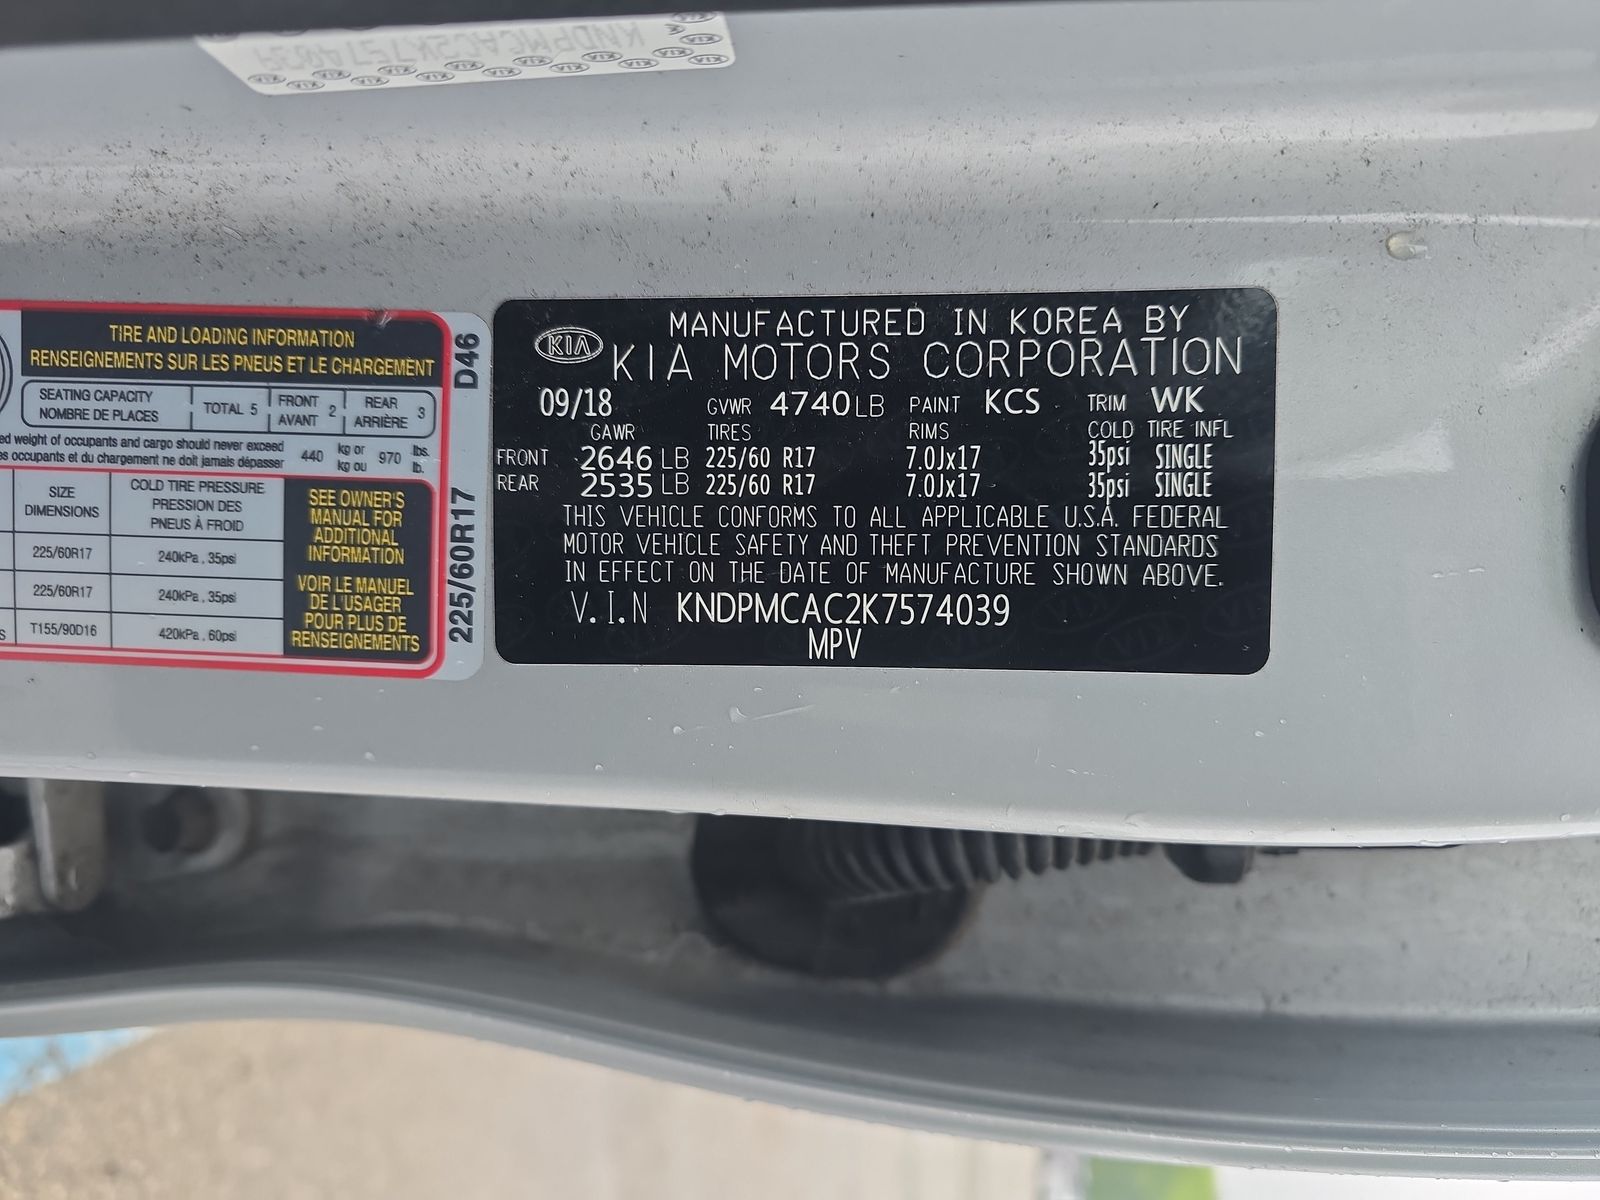 KIA
TIRE AND LOADING INFORMATION
RENSEIGNEMENTS SUR LES PNEUS ET LE CHARGEMENT
SEATING CAPACITY
NOMBRE DE PLACES
TOTAL 5
FRONT
AVANT
2
REAR
ARRIÈRE
3
weight of occupants and cargo should never exceed
occupants et du chargement ne doit jamais dépasser
440
kg or
kg ou
970
lbs.
lb.
SIZE
DIMENSIONS
COLD TIRE PRESSURE
PRESSION DES
PNEUS À FROID
225/60R17 240kPa , 35psi
225/60R17 240kPa , 35psi
T155/90D16 420kPa , 60psi
SEE OWNER'S
MANUAL FOR
ADDITIONAL
INFORMATION
VOIR LE MANUEL
DE L'USAGER
POUR PLUS DE
RENSEIGNEMENTS
D46
225/60R17
KIA
MANUFACTURED IN KOREA BY
KIA MOTORS CORPORATION
09/18 GVWR 4740LB PAINT KCS TRIM WK
GAWR TIRES RIMS COLD TIRE INFL
FRONT 2646 LB 225/60 R17 7.0Jx17 35psi SINGLE
REAR 2535 LB 225/60 R17 7.0Jx17 35psi SINGLE
THIS VEHICLE CONFORMS TO ALL APPLICABLE U.S.A. FEDERAL
MOTOR VEHICLE SAFETY AND THEFT PREVENTION STANDARDS
IN EFFECT ON THE DATE OF MANUFACTURE SHOWN ABOVE.
V.I.N KNDPMCAC2K7574039
MPV